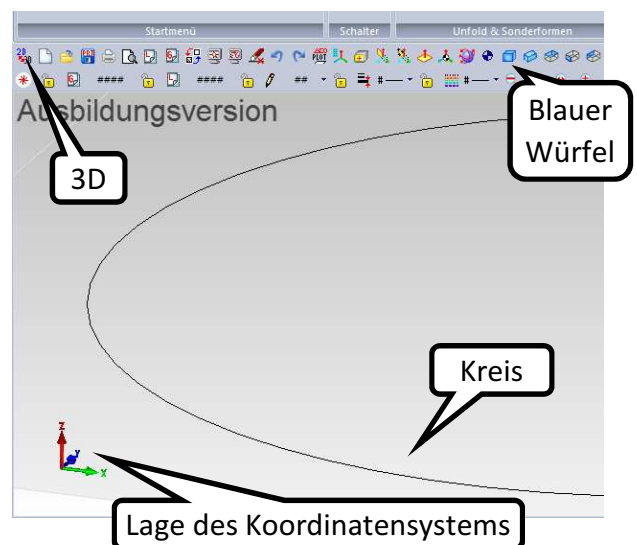 Startmenü Schalter Unfold & Sonderformen
#### #### ## # #
Ausbildungsversion
Blauer
Würfel
3D
Kreis
Z
Y
X
Lage des Koordinatensystems